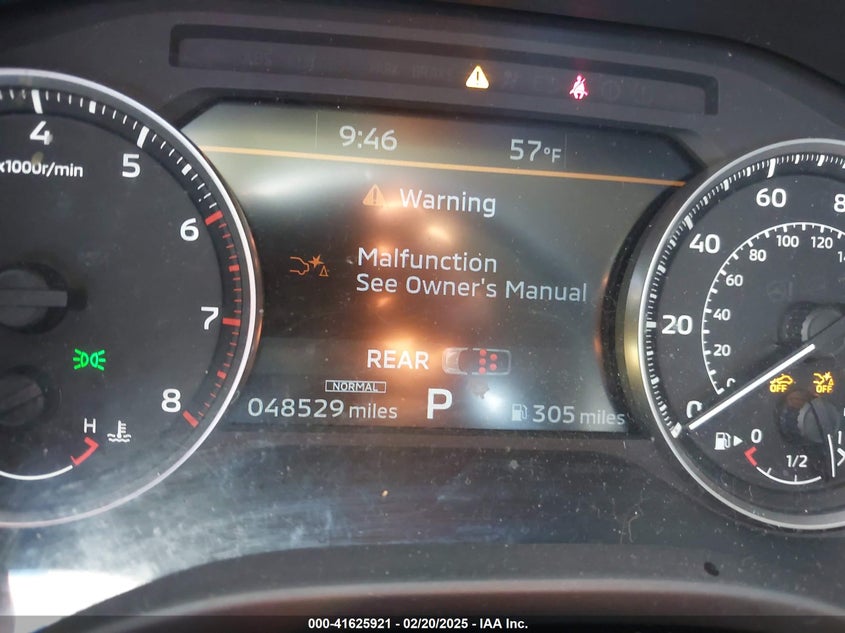 9:46 57°F
Warning
Malfunction
See Owner's Manual
REAR
NORMAL
048529 miles P 305 miles
4
x1000r/min
5
6
7
8
H
60
40
20
0
100
120
80
60
40
20
0
OFF OFF
0
1/2
000-41625921 - 02/20/2025 - IAA Inc.